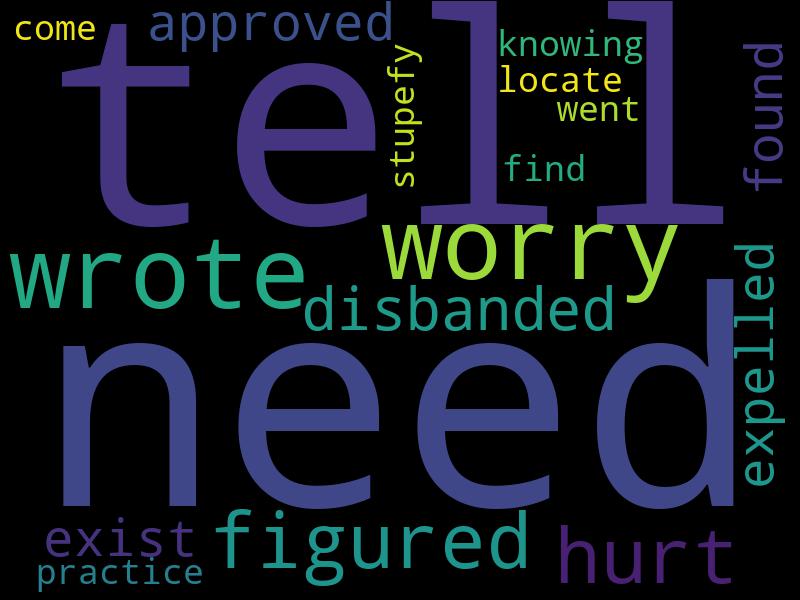 come
approved
tell
stupefy
knowing
locate
went
find
found
wrote
worry
disbanded
need
expelled
exist
figured
hurt
practice